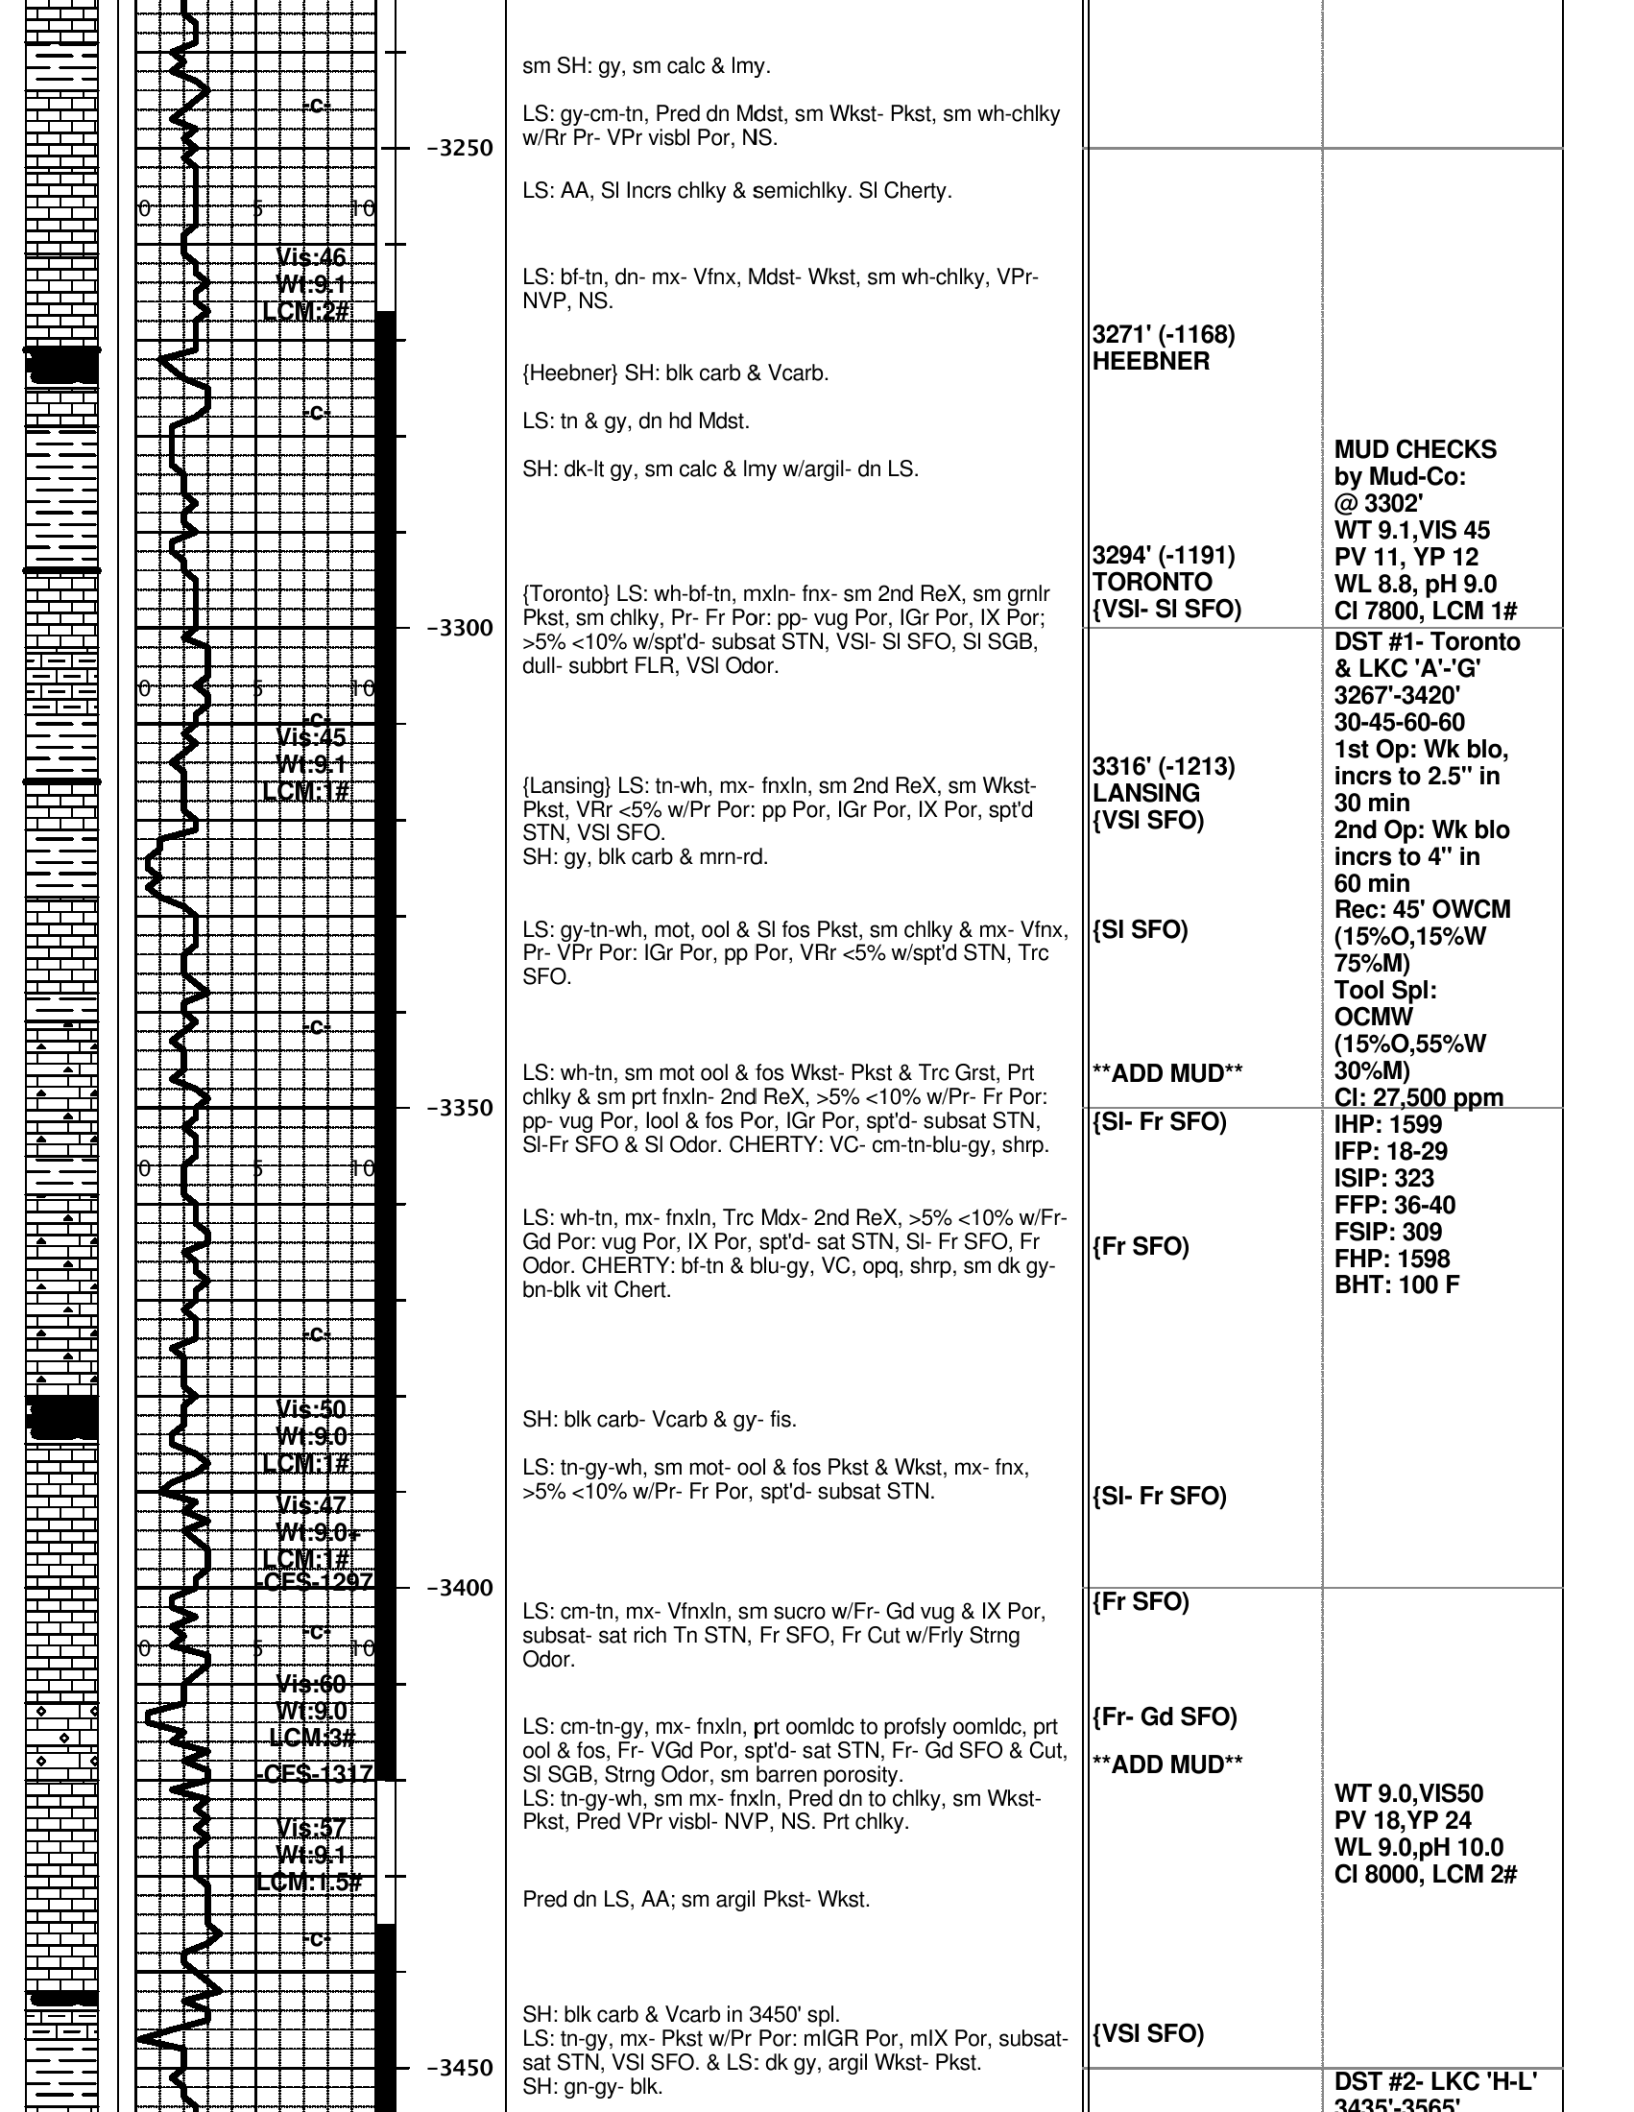 -c-
0 5 10
Vis:46
Wt:9.1
LCM:2#
-c-
0 5 10
-c-
Vis:45
Wt:9.1
LCM:1#
-c-
0 5 10
-c-
Vis:50
Wt:9.0
LCM:1#
Vis:47
Wt:9.0+
LCM:1#
-CFS-1297
-c-
0 5 10
Vis:60
Wt:9.0
LCM:3#
-CFS-1317
Vis:57
Wt:9.1
LCM:1.5#
-c-
-3250
-3300
-3350
-3400
-3450
sm SH: gy, sm calc & lmy.
LS: gy-cm-tn, Pred dn Mdst, sm Wkst- Pkst, sm wh-chlky
w/Rr Pr- VPr visbl Por, NS.
LS: AA, Sl Incrs chlky & semichlky. Sl Cherty.
LS: bf-tn, dn- mx- Vfnx, Mdst- Wkst, sm wh-chlky, VPr-
NVP, NS.
{Heebner} SH: blk carb & Vcarb.
LS: tn & gy, dn hd Mdst.
SH: dk-lt gy, sm calc & lmy w/argil- dn LS.
{Toronto} LS: wh-bf-tn, mxln- fnx- sm 2nd ReX, sm grnlr
Pkst, sm chlky, Pr- Fr Por: pp- vug Por, IGr Por, IX Por;
>5% <10% w/spt'd- subsat STN, VSl- Sl SFO, Sl SGB,
dull- subbrt FLR, VSl Odor.
{Lansing} LS: tn-wh, mx- fnxln, sm 2nd ReX, sm Wkst-
Pkst, VRr <5% w/Pr Por: pp Por, IGr Por, IX Por, spt'd
STN, VSl SFO.
SH: gy, blk carb & mrn-rd.
LS: gy-tn-wh, mot, ool & Sl fos Pkst, sm chlky & mx- Vfnx,
Pr- VPr Por: IGr Por, pp Por, VRr <5% w/spt'd STN, Trc
SFO.
LS: wh-tn, sm mot ool & fos Wkst- Pkst & Trc Grst, Prt
chlky & sm prt fnxln- 2nd ReX, >5% <10% w/Pr- Fr Por:
pp- vug Por, Iool & fos Por, IGr Por, spt'd- subsat STN,
Sl-Fr SFO & Sl Odor. CHERTY: VC- cm-tn-blu-gy, shrp.
LS: wh-tn, mx- fnxln, Trc Mdx- 2nd ReX, >5% <10% w/Fr-
Gd Por: vug Por, IX Por, spt'd- sat STN, Sl- Fr SFO, Fr
Odor. CHERTY: bf-tn & blu-gy, VC, opq, shrp, sm dk gy-
bn-blk vit Chert.
SH: blk carb- Vcarb & gy- fis.
LS: tn-gy-wh, sm mot- ool & fos Pkst & Wkst, mx- fnx,
>5% <10% w/Pr- Fr Por, spt'd- subsat STN.
LS: cm-tn, mx- Vfnxln, sm sucro w/Fr- Gd vug & IX Por,
subsat- sat rich Tn STN, Fr SFO, Fr Cut w/Frly Strng
Odor.
LS: cm-tn-gy, mx- fnxln, prt oomldc to profsly oomldc, prt
ool & fos, Fr- VGd Por, spt'd- sat STN, Fr- Gd SFO & Cut,
Sl SGB, Strng Odor, sm barren porosity.
LS: tn-gy-wh, sm mx- fnxln, Pred dn to chlky, sm Wkst-
Pkst, Pred VPr visbl- NVP, NS. Prt chlky.
Pred dn LS, AA; sm argil Pkst- Wkst.
SH: blk carb & Vcarb in 3450' spl.
LS: tn-gy, mx- Pkst w/Pr Por: mIGR Por, mIX Por, subsat-
sat STN, VSl SFO. & LS: dk gy, argil Wkst- Pkst.
SH: gn-gy- blk.
3271' (-1168)
HEEBNER
3294' (-1191)
TORONTO
{VSl- Sl SFO)
3316' (-1213)
LANSING
{VSl SFO)
{Sl SFO)
**ADD MUD**
{Sl- Fr SFO)
{Fr SFO)
{Sl- Fr SFO)
{Fr SFO)
{Fr- Gd SFO)
**ADD MUD**
{VSl SFO)
MUD CHECKS
by Mud-Co:
@ 3302'
WT 9.1,VIS 45
PV 11, YP 12
WL 8.8, pH 9.0
Cl 7800, LCM 1#
DST #1- Toronto
& LKC 'A'-'G'
3267'-3420'
30-45-60-60
1st Op: Wk blo,
incrs to 2.5" in
30 min
2nd Op: Wk blo
incrs to 4" in
60 min
Rec: 45' OWCM
(15%O,15%W
75%M)
Tool Spl:
OCMW
(15%O,55%W
30%M)
Cl: 27,500 ppm
IHP: 1599
IFP: 18-29
ISIP: 323
FFP: 36-40
FSIP: 309
FHP: 1598
BHT: 100 F
WT 9.0,VIS50
PV 18,YP 24
WL 9.0,pH 10.0
Cl 8000, LCM 2#
DST #2- LKC 'H-L'
3435'-3565'